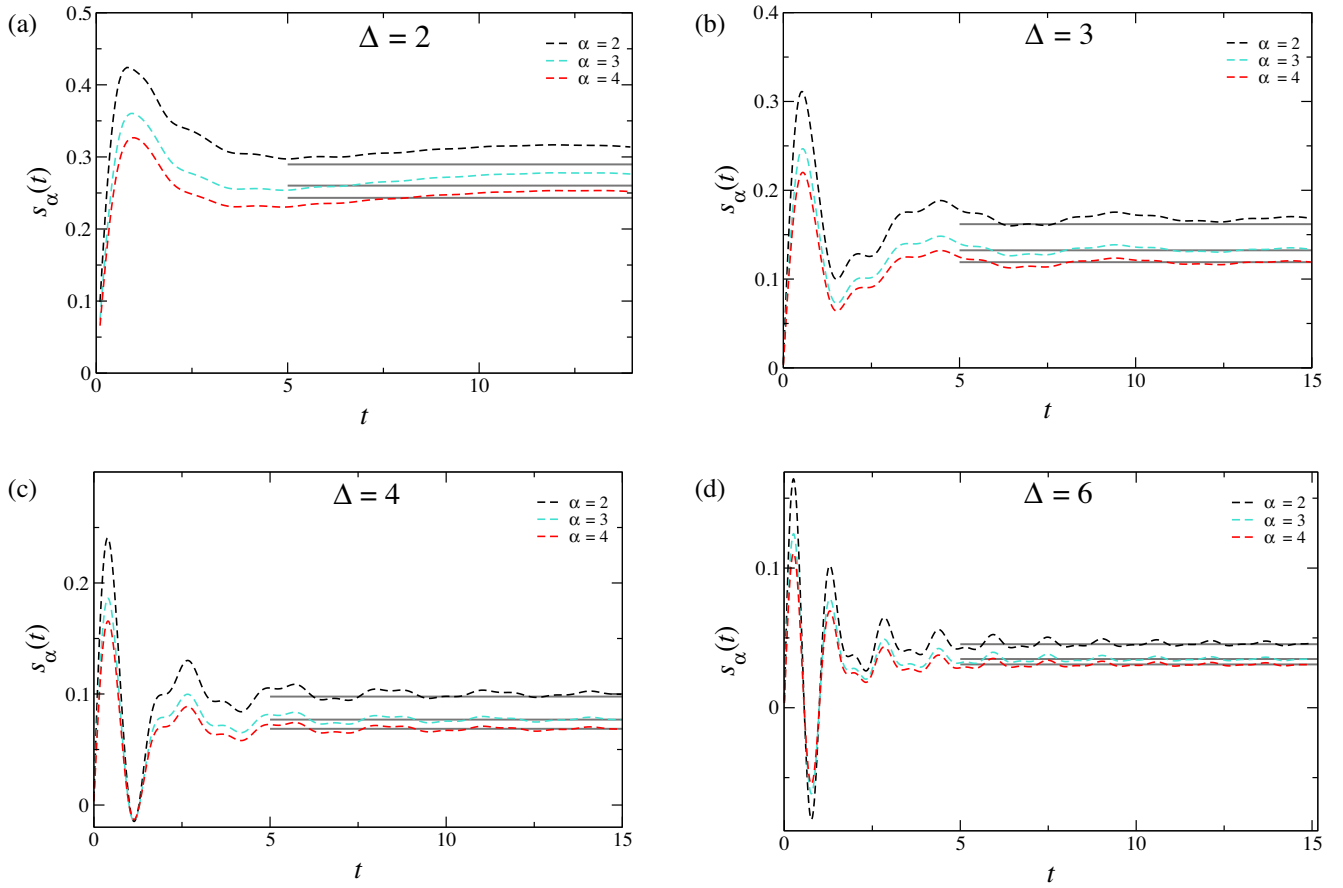 (a)
Δ = 2
α = 2
α = 3
α = 4
0.5
0.4
0.3
0.2
0.1
0
s_α(t)
0 5 10
t
(b)
Δ = 3
α = 2
α = 3
α = 4
0.4
0.3
0.2
0.1
0
s_α(t)
0 5 10 15
t
(c)
Δ = 4
α = 2
α = 3
α = 4
0.2
0.1
0
s_α(t)
0 5 10 15
t
(d)
Δ = 6
α = 2
α = 3
α = 4
0.1
0
s_α(t)
0 5 10 15
t